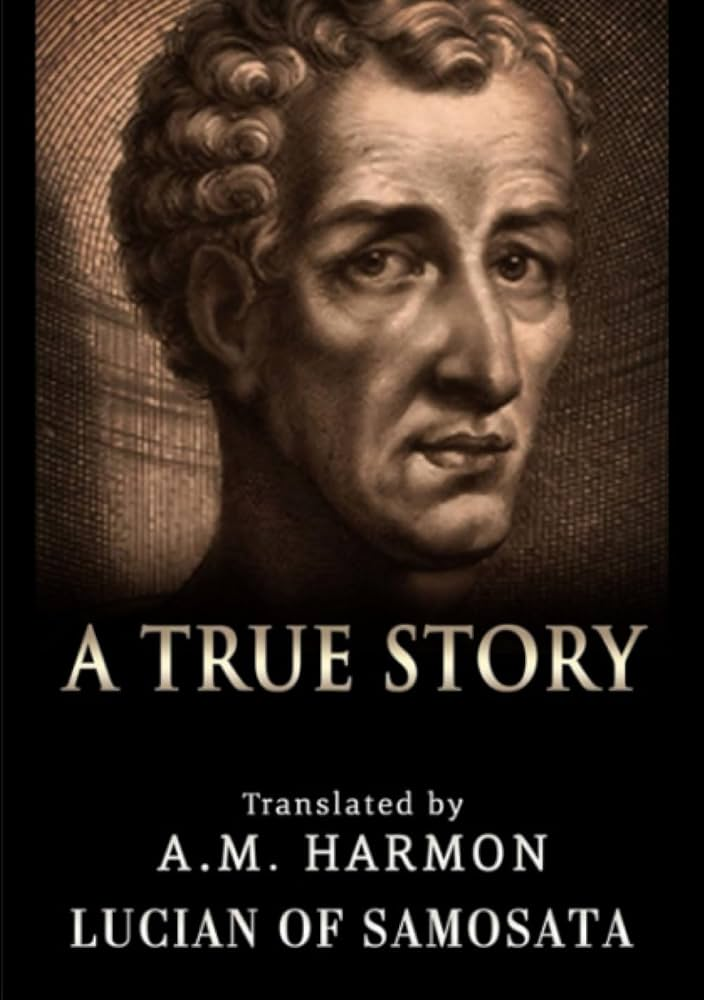 A TRUE STORY
Translated by
A.M. HARMON
LUCIAN OF SAMOSATA